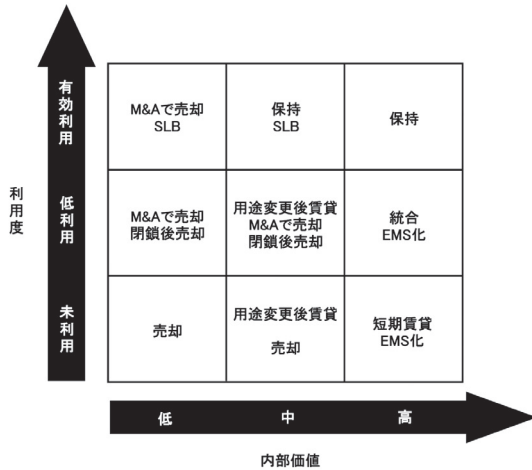 利用度
有効利用
低利用
未利用
M&Aで売却
SLB
保持
SLB
保持
M&Aで売却
閉鎖後売却
用途変更後賃貸
M&Aで売却
閉鎖後売却
統合
EMS化
売却
用途変更後賃貸
売却
短期賃貸
EMS化
低
中
高
内部価値